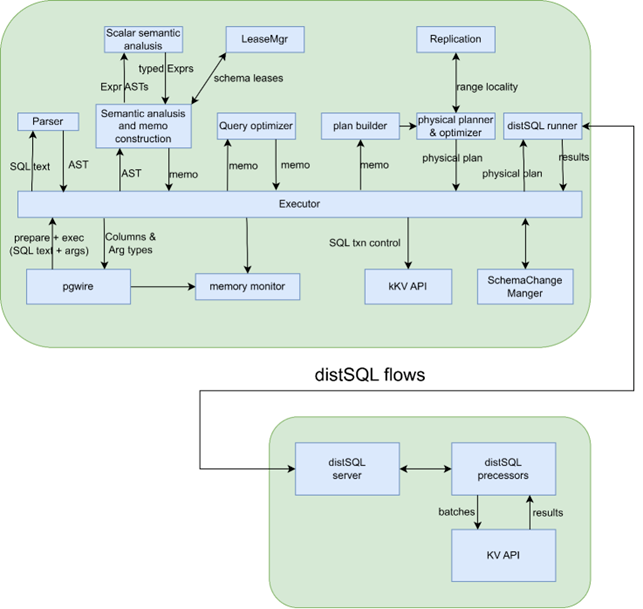 Scalar semantic
analusis
LeaseMgr
Replication
typed Exprs
Expr ASTs
schema leases
range locality
Parser
Semantic analysis
and memo
construction
Query optimizer
plan builder
physical planner
& optimizer
distSQL runner
SQL text
AST
AST
memo
memo
memo
memo
physical plan
physical plan
results
Executor
prepare + exec
(SQL text + args)
Columns &
Arg types
SQL txn control
pgwire
memory monitor
kKV API
SchemaChange
Manger
distSQL flows
distSQL
server
distSQL
precessors
batches
results
KV API